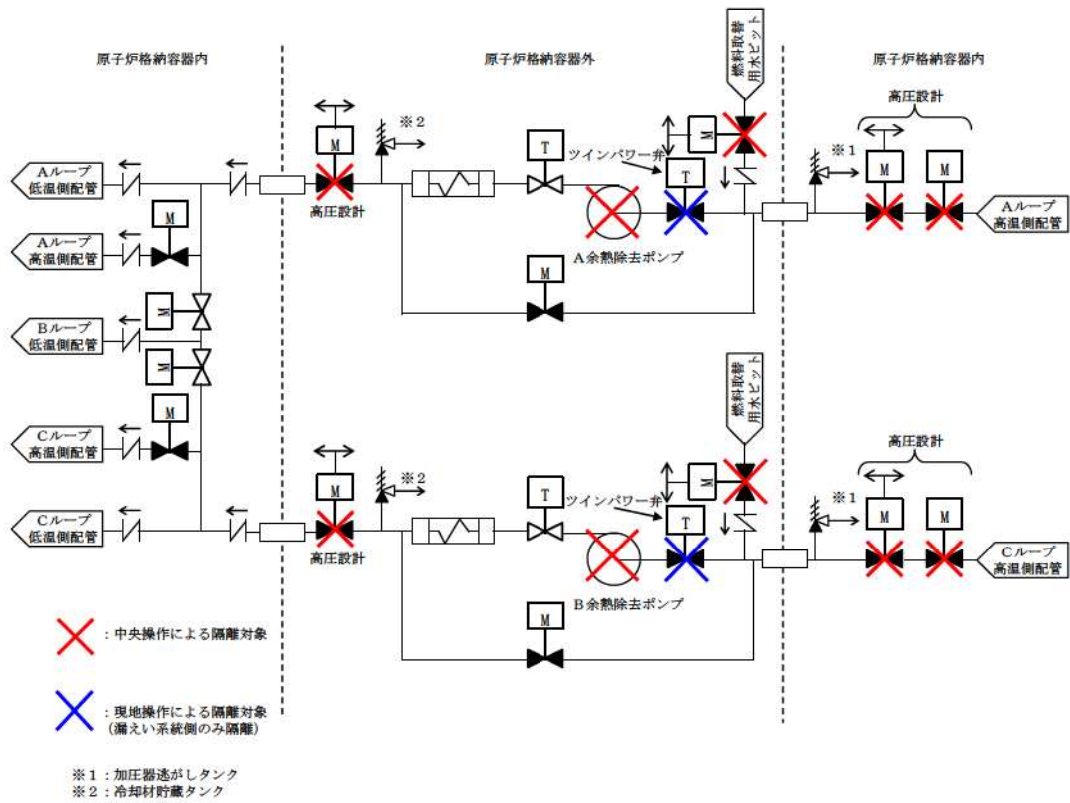 原子炉格納容器内
原子炉格納容器外
原子炉格納容器内
燃料取替
用水ピット
高圧設計
※2
M
T
ツインパワー弁
M
T
※1
M
M
Aループ
低温側配管
高圧設計
Aループ
高温側配管
M
A余熱除去ポンプ
Aループ
高温側配管
M
M
Bループ
低温側配管
M
燃料取替
用水ピット
M
Cループ
高温側配管
高圧設計
※2
M
T
ツインパワー弁
M
T
※1
M
M
Cループ
低温側配管
高圧設計
Cループ
高温側配管
B余熱除去ポンプ
M
:中央操作による隔離対象
:現地操作による隔離対象
(漏えい系統側のみ隔離)
※1:加圧器逃がしタンク
※2:冷却材貯蔵タンク